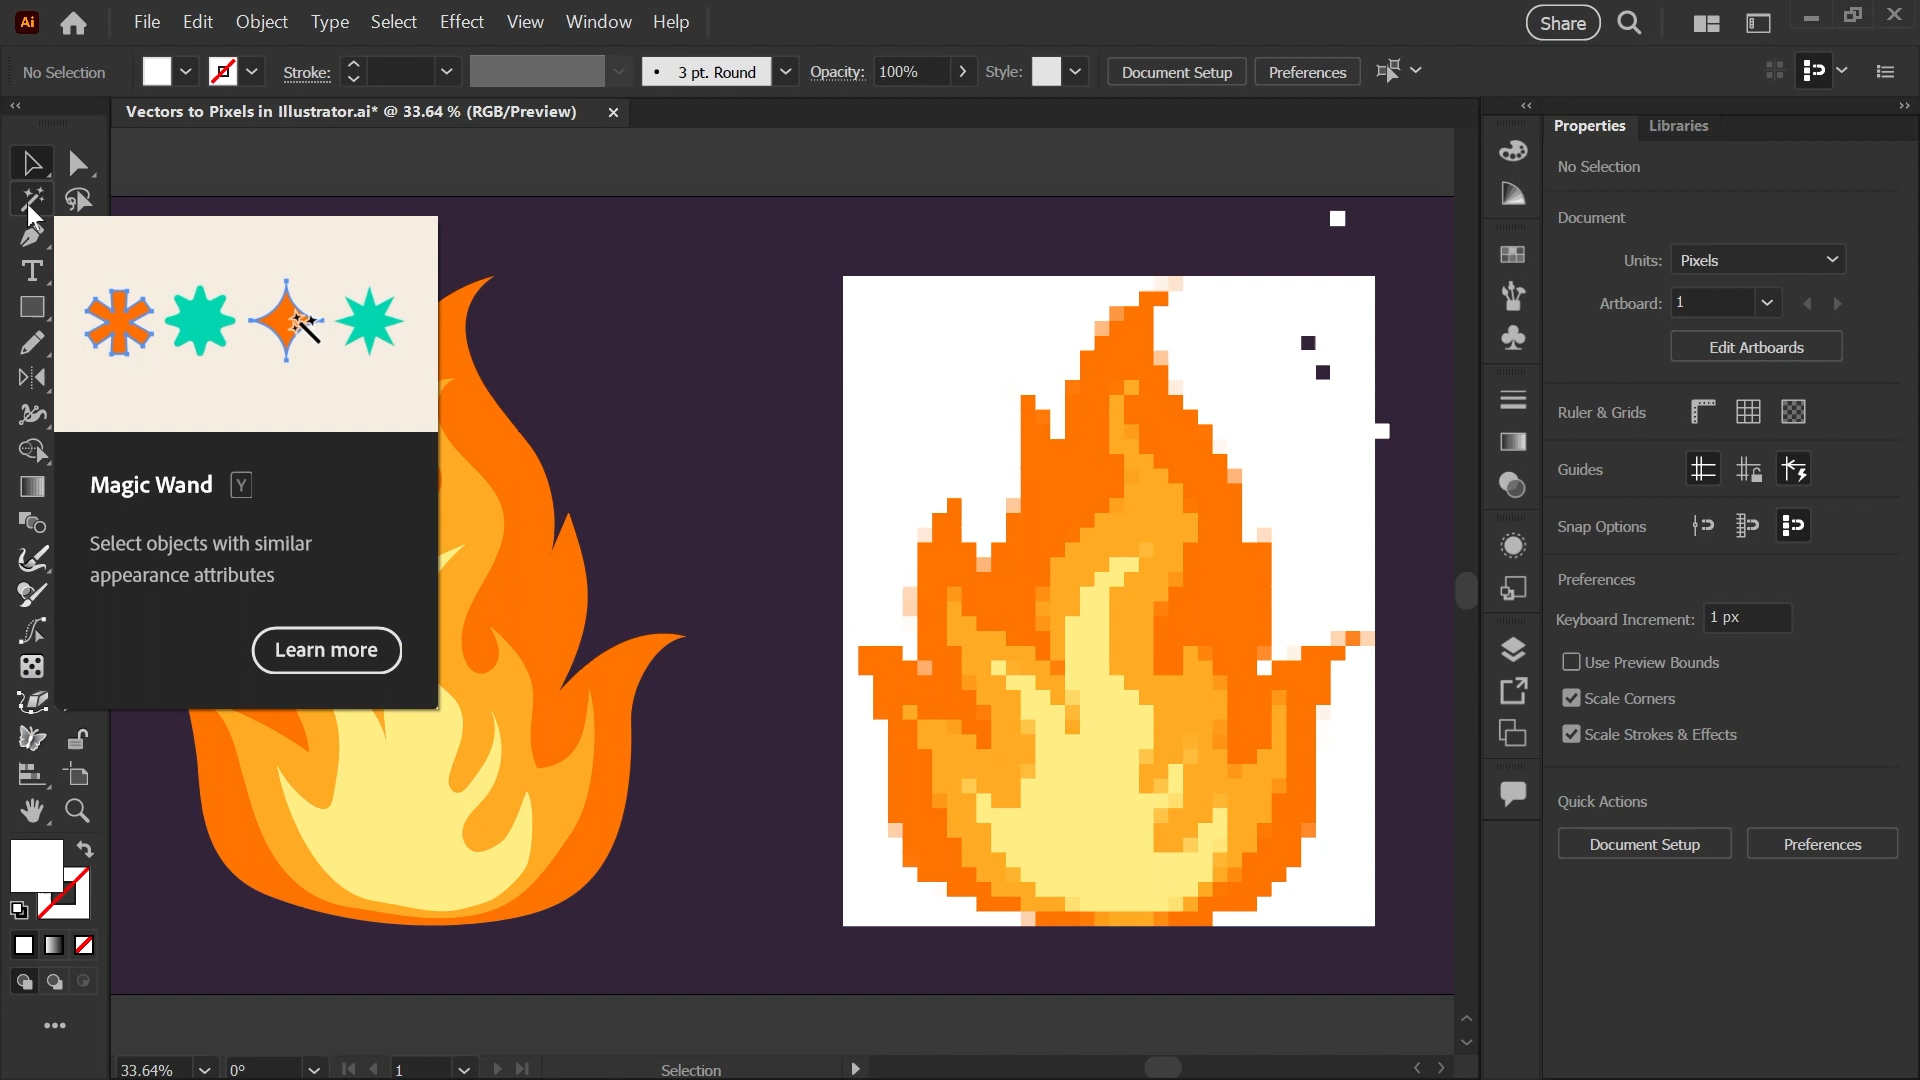 Ai
File Edit Object Type Select Effect View Window Help
Share
No Selection
Stroke:
3 pt. Round
Opacity: 100%
Style:
Document Setup
Preferences
Vectors to Pixels in Illustrator.ai* @ 33.64 % (RGB/Preview)
Magic Wand Y
Select objects with similar
appearance attributes
Learn more
Properties Libraries
No Selection
Document
Units: Pixels
Artboard: 1
Edit Artboards
Ruler & Grids
Guides
Snap Options
Preferences
Keyboard Increment: 1 px
Use Preview Bounds
Scale Corners
Scale Strokes & Effects
Quick Actions
Document Setup
Preferences
33.64%
0°
1
Selection